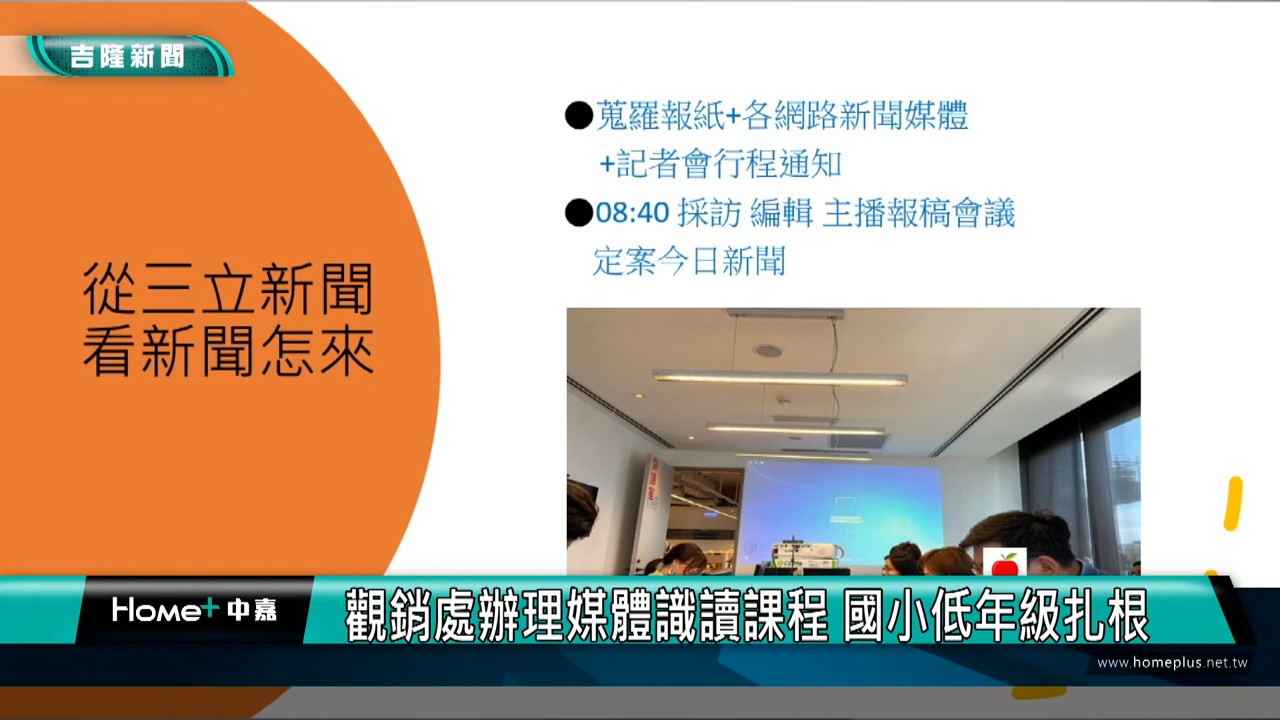 吉隆新聞
●蒐羅報紙+各網路新聞媒體
+記者會行程通知
●08:40 採訪 編輯 主播報稿會議
定案今日新聞
從三立新聞
看新聞怎來
Home+中嘉
觀銷處辦理媒體識讀課程 國小低年級扎根
www.homeplus.net.tw